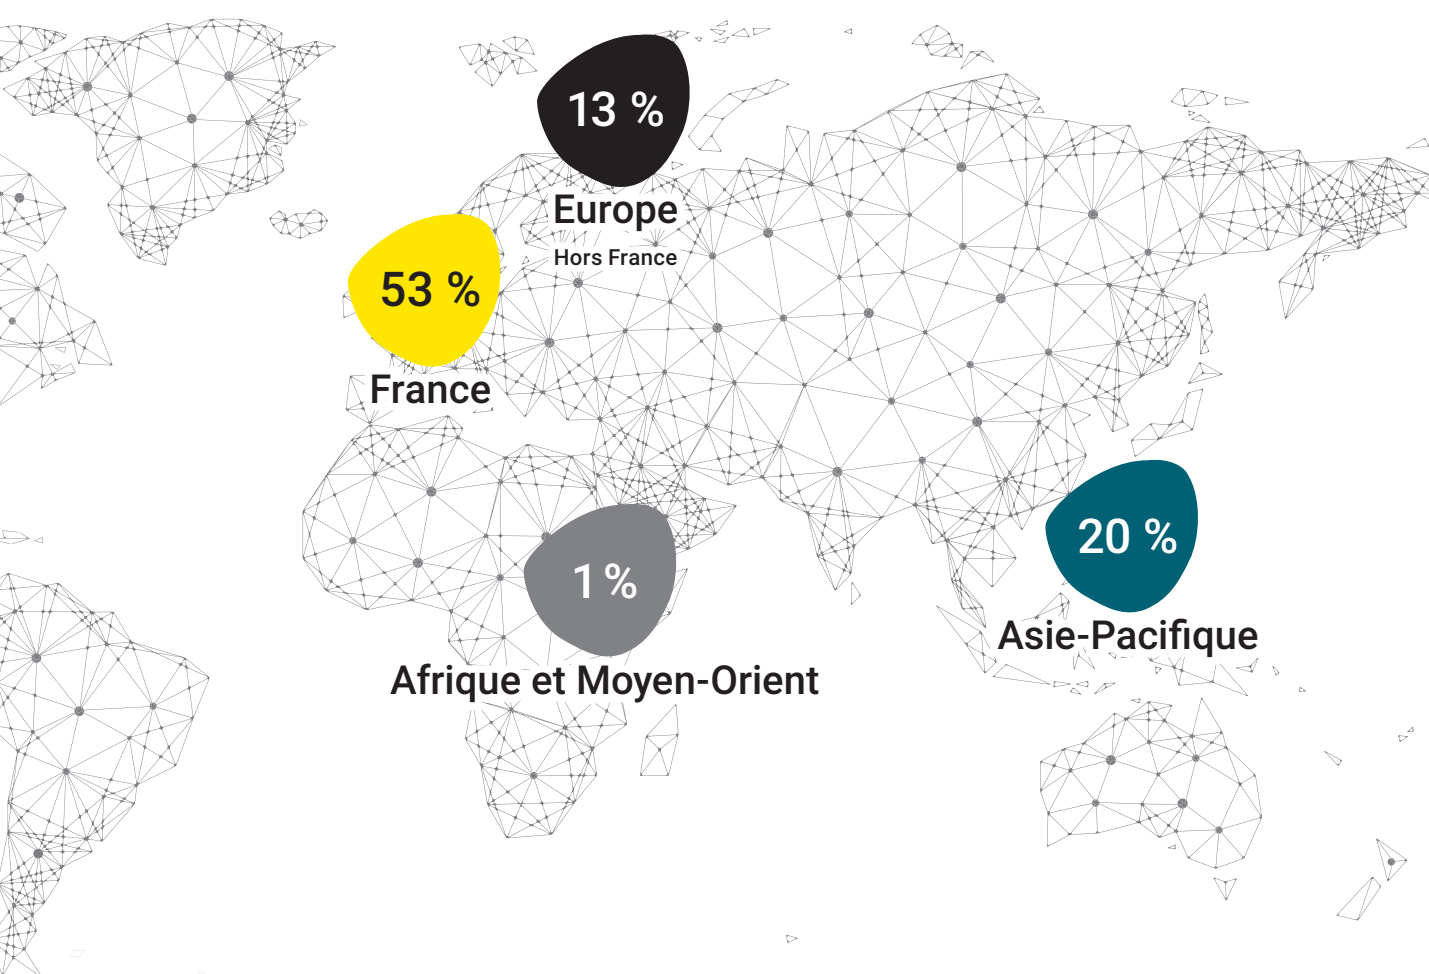 13 %
Europe
Hors France
53 %
France
20 %
Asie-Pacifique
1 %
Afrique et Moyen-Orient